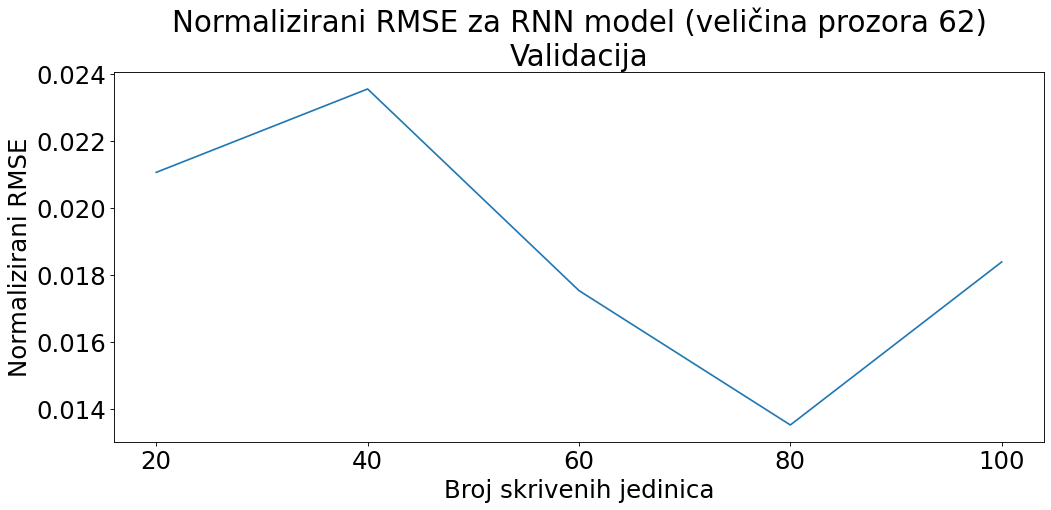 Normalizirani RMSE za RNN model (veličina prozora 62)
Validacija
Normalizirani RMSE
0.024
0.022
0.020
0.018
0.016
0.014
20 40 60 80 100
Broj skrivenih jedinica